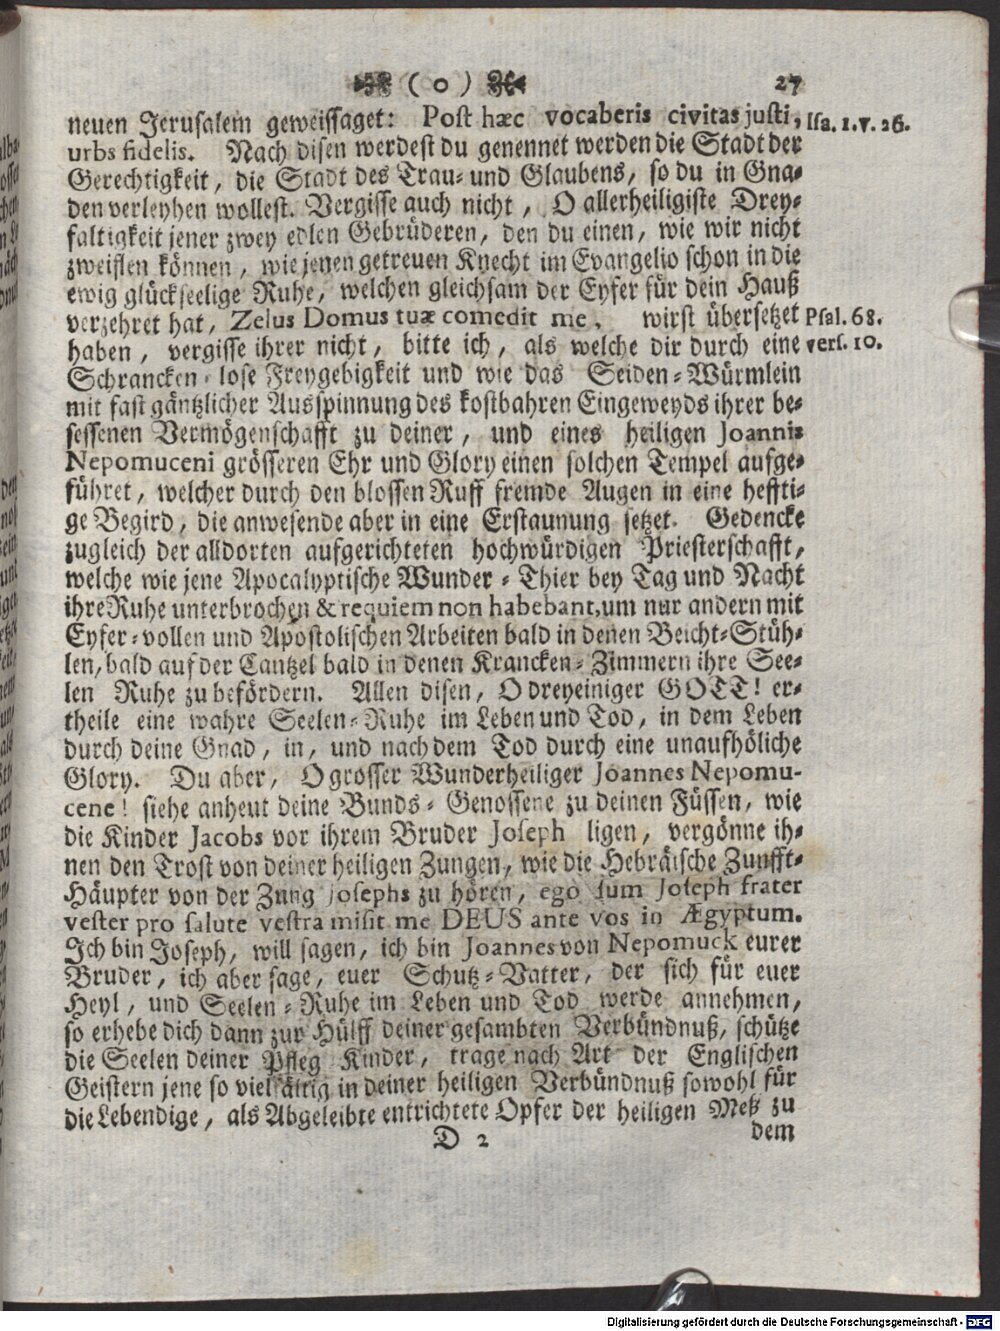 ( o ) 27
neuen Jerusalem geweissaget: Post hæc vocaberis civitas justi, Isa. 1. v. 26.
urbs fidelis. Nach disen werdest du genennet werden die Stadt der
Gerechtigkeit, die Stadt des Trau- und Glaubens, so du in Gna-
den verleyhen wollest. Vergisse auch nicht, O allerheiligiste Drey-
faltigkeit jener zwey edlen Gebrüderen, den du einen, wie wir nicht
zweiflen können, wie jenen getreuen Knecht im Evangelio schon in die
ewig glückseelige Ruhe, welchen gleichsam der Eyfer für dein Hauß
verzehret hat, Zelus Domus tuæ comedit me, wirst übersetzet Psal. 68.
haben, vergisse ihrer nicht, bitte ich, als welche dir durch eine vers. 10.
Schrancken-lose Freygebigkeit und wie das Seiden-Würmlein
mit fast gäntzlicher Ausspinnung des kostbahren Eingeweyds ihrer be-
sessenen Vermögenschafft zu deiner, und eines heiligen Joannis
Nepomuceni grösseren Ehr und Glory einen solchen Tempel aufge-
führet, welcher durch den blossen Ruff fremde Augen in eine heffti-
ge Begird, die anwesende aber in eine Erstaunung setzet. Gedencke
zugleich der alldorten aufgerichteten hochwürdigen Priesterschafft,
welche wie jene Apocalyptische Wunder-Thier bey Tag und Nacht
ihre Ruhe unterbrochen & requiem non habebant, um nur andern mit
Eyfer-vollen und Apostolischen Arbeiten bald in denen Beicht-Stüh-
len, bald auf der Cantzel bald in denen Krancken-Zimmern ihre See-
len Ruhe zu befördern. Allen disen, O dreyeiniger GOTT! er-
theile eine wahre Seelen-Ruhe im Leben und Tod, in dem Leben
durch deine Gnad, in, und nach dem Tod durch eine unaufhöliche
Glory. Du aber, O grosser Wunderheiliger Joannes Nepomu-
cene! siehe anheut deine Bunds-Genossene zu deinen Füssen, wie
die Kinder Jacobs vor ihrem Bruder Joseph ligen, vergönne ih-
nen den Trost von deiner heiligen Zungen, wie die Hebräische Zunfft-
Häupter von der Zung Josephs zu hören, ego sum Joseph frater
vester pro salute vestra misit me DEUS ante vos in Ægyptum.
Ich bin Joseph, will sagen, ich bin Joannes von Nepomuck eurer
Bruder, ich aber sage, euer Schutz-Vatter, der sich für euer
Heyl, und Seelen-Ruhe im Leben und Tod werde annehmen,
so erhebe dich dann zur Hülff deiner gesambten Verbündnuß, schütze
die Seelen deiner Pfleg Kinder, trage nach Art der Englischen
Geistern jene so vielfältig in deiner heiligen Verbündnuß sowohl für
die Lebendige, als Abgeleibte entrichtete Opfer der heiligen Meß zu
D 2 dem
Digitalisierung gefördert durch die Deutsche Forschungsgemeinschaft - DFG